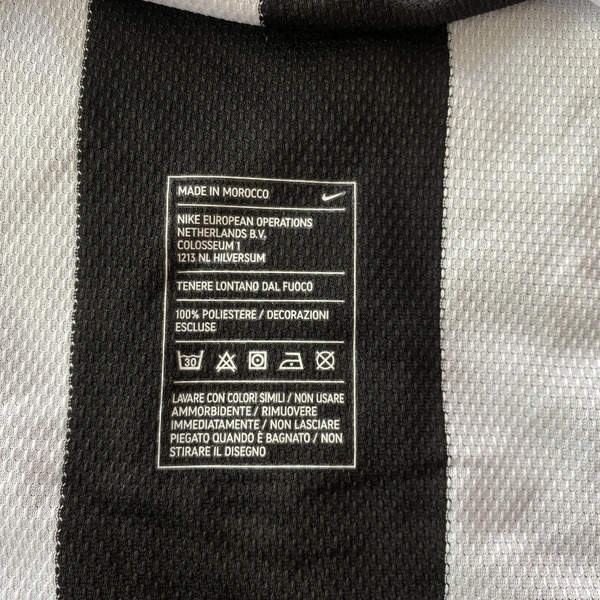 MADE IN MOROCCO
NIKE EUROPEAN OPERATIONS
NETHERLANDS B.V.
COLOSSEUM 1
1213 NL HILVERSUM
TENERE LONTANO DAL FUOCO
100% POLIESTERE / DECORAZIONI
ESCLUSE
30
LAVARE CON COLORI SIMILI / NON USARE
AMMORBIDENTE / RIMUOVERE
IMMEDIATAMENTE / NON LASCIARE
PIEGATO QUANDO È BAGNATO / NON
STIRARE IL DISEGNO